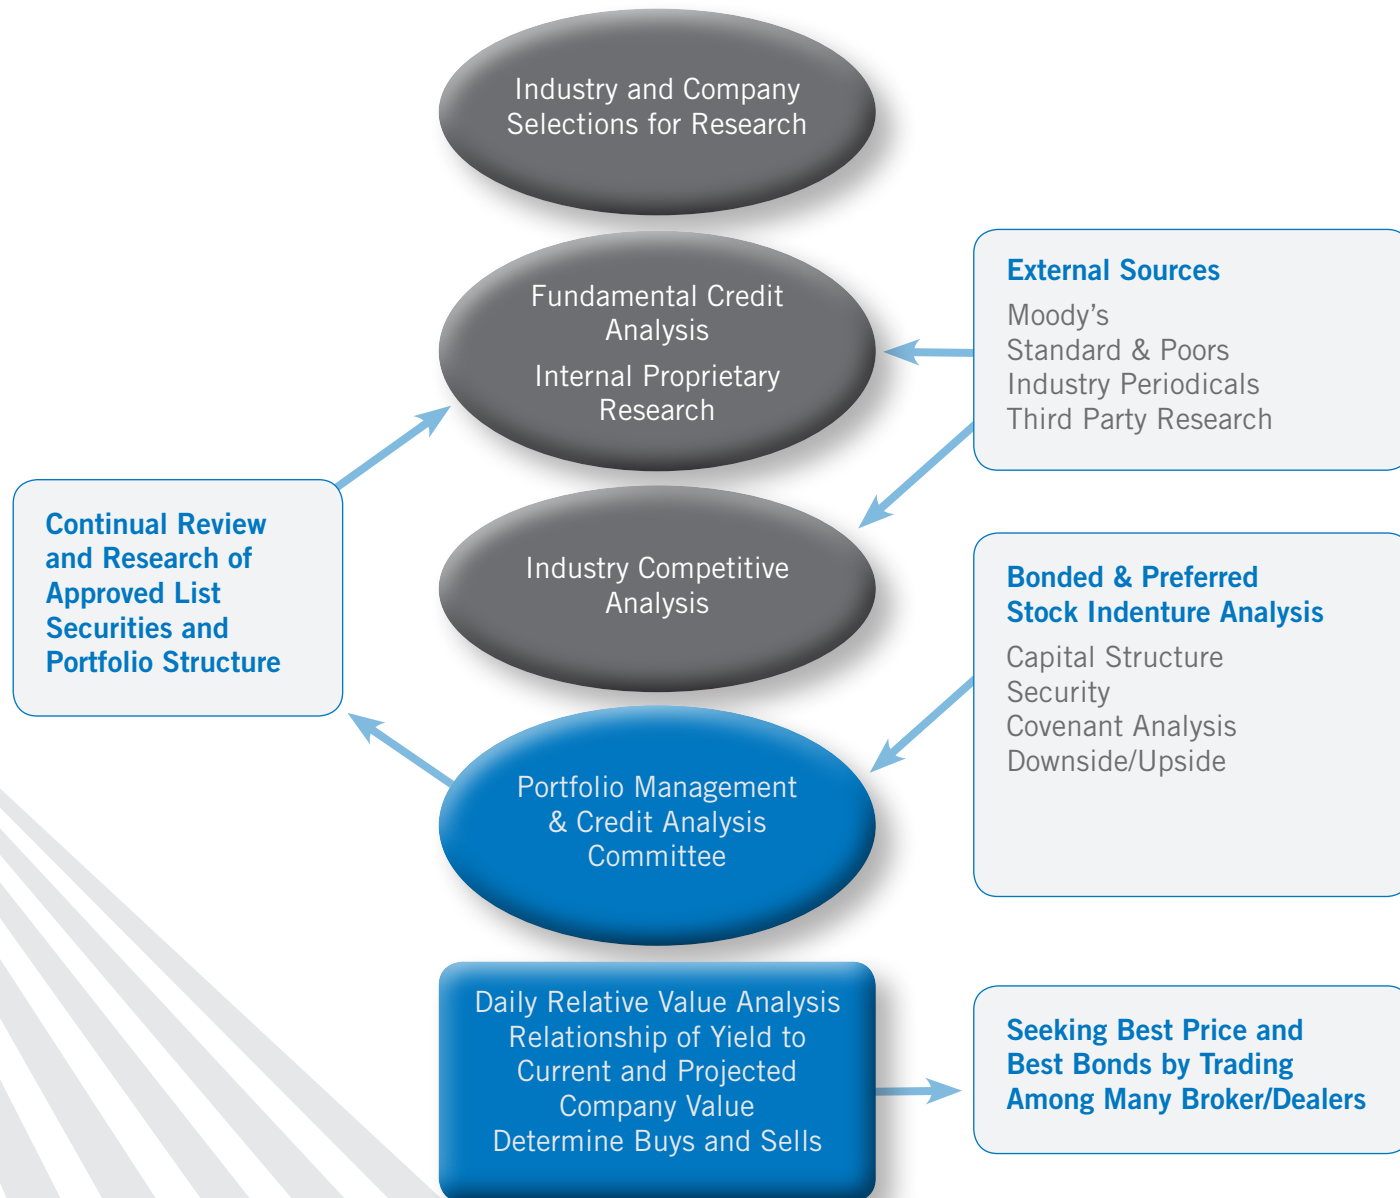 Industry and Company
Selections for Research
Fundamental Credit
Analysis
Internal Proprietary
Research
External Sources
Moody's
Standard & Poors
Industry Periodicals
Third Party Research
Continual Review
and Research of
Approved List
Securities and
Portfolio Structure
Industry Competitive
Analysis
Bonded & Preferred
Stock Indenture Analysis
Capital Structure
Security
Covenant Analysis
Downside/Upside
Portfolio Management
& Credit Analysis
Committee
Daily Relative Value Analysis
Relationship of Yield to
Current and Projected
Company Value
Determine Buys and Sells
Seeking Best Price and
Best Bonds by Trading
Among Many Broker/Dealers